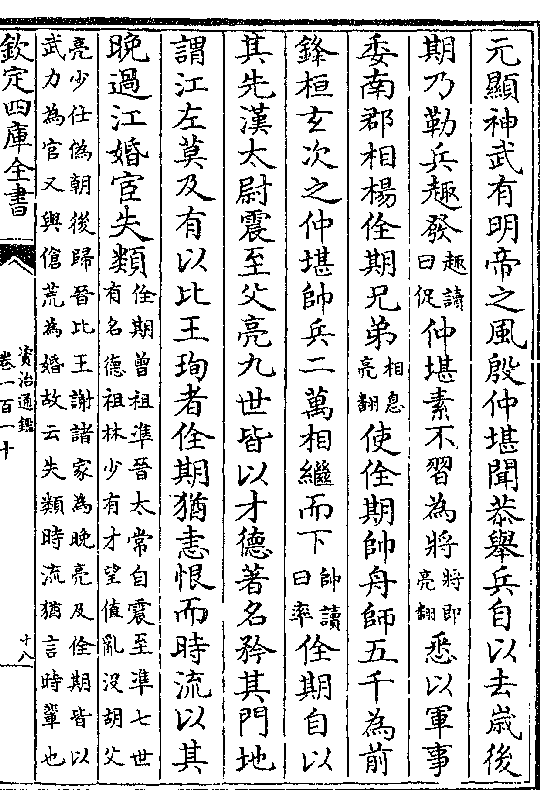 元顯神武有明帝之風殷仲堪聞恭舉兵自以去歲後
期乃勒兵趣發趣讀曰促仲堪素不習為將將即亮翻悉以軍事
委南郡相楊佺期兄弟相息亮翻使佺期帥舟師五千為前
鋒桓玄次之仲堪帥兵二萬相繼而下帥讀曰率佺期自以
其先漢太尉震至父亮九世皆以才德著名矜其門地
謂江左莫及有以比王珣者佺期猶恚恨而時流以其
晚過江婚宦失類佺期曾祖準晉太常自震至準七世有名德祖林少有才望值亂沒胡父
亮少仕偽朝後歸晉比王謝諸家為晚亮及佺期皆以武力為官又與傖荒為婚故云失類時流猶言時輩也
欽定四庫全書
資治通鑑
卷一百一十
十八